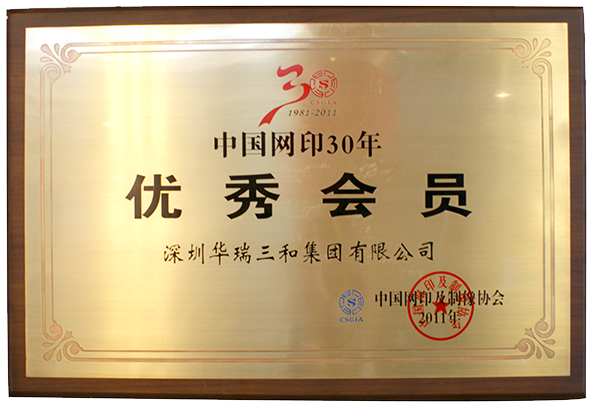 30
CSGIA
1981-2011
中国网印30年
优秀会员
深圳华瑞三和集团有限公司
CSGIA
中国网印及制像协会
2011年